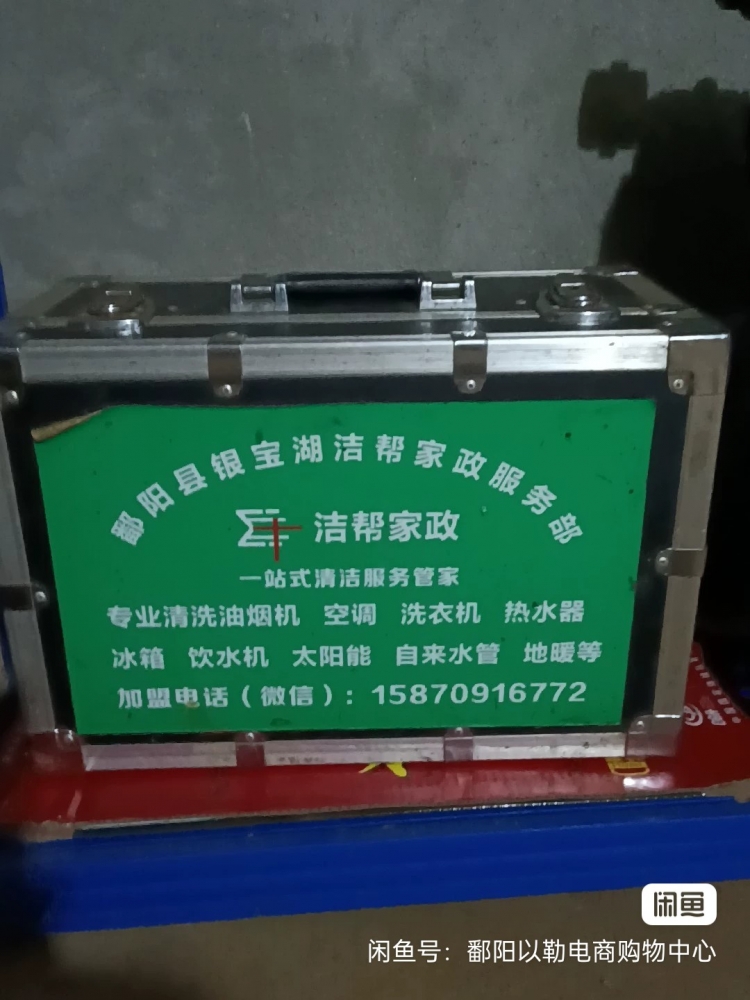 鄱阳县银宝湖洁帮家政服务部
洁帮家政
一站式清洁服务管家
专业清洗油烟机 空调 洗衣机 热水器
冰箱 饮水机 太阳能 自来水管 地暖等
加盟电话（微信）：15870916772
闲鱼
闲鱼号：鄱阳以勒电商购物中心